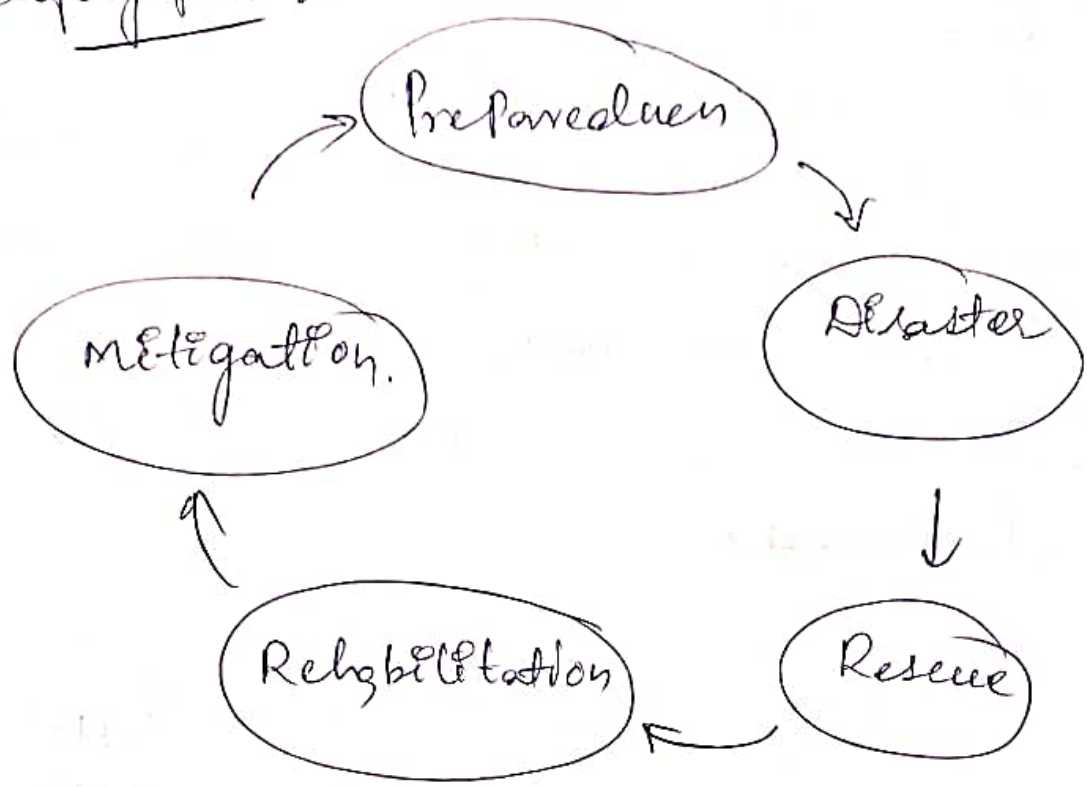 Preparedness
Disaster
Mitigation.
Rehabilitation
Rescue